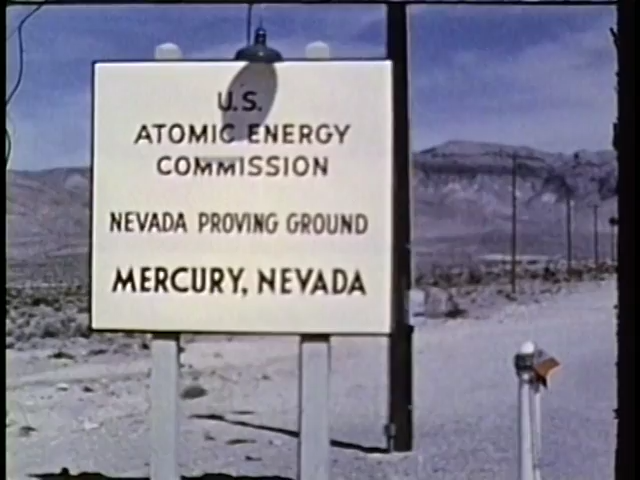 U.S.
ATOMIC ENERGY
COMMISSION
NEVADA PROVING GROUND
MERCURY, NEVADA